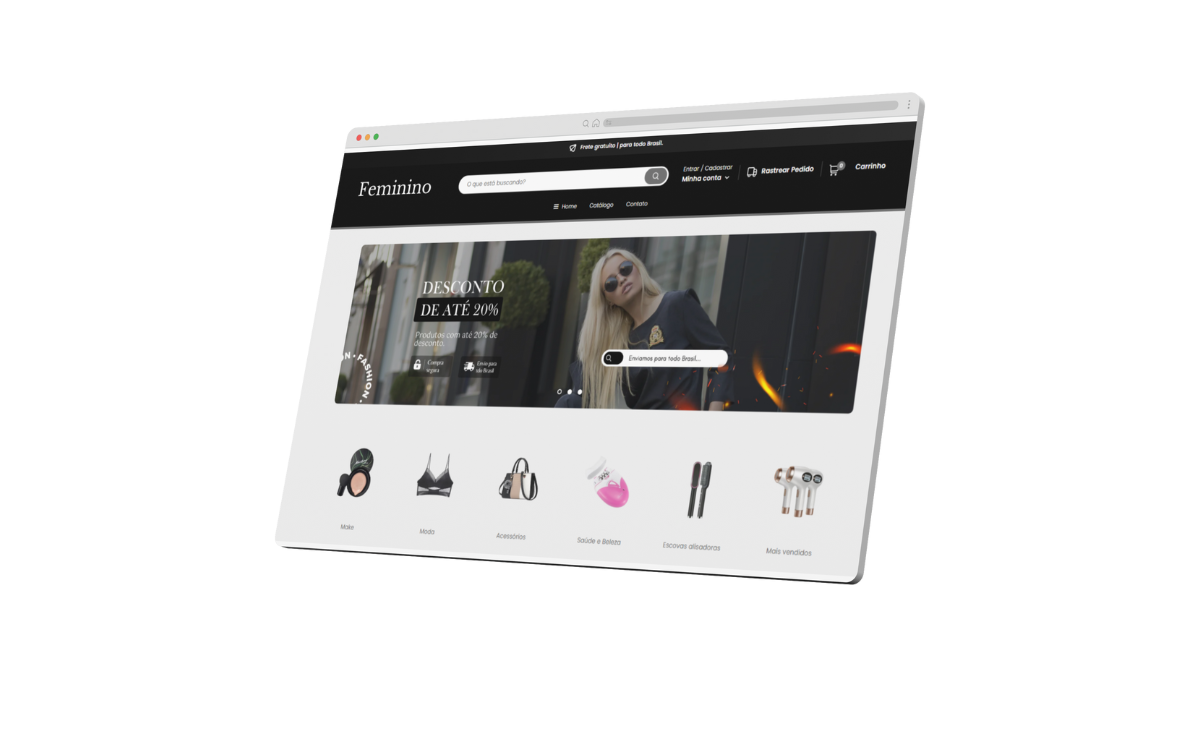 Frete gratuito | para todo Brasil.
Feminino
O que está buscando?
Entrar / Cadastrar
Minha conta
Rastrear Pedido
0
Carrinho
Home
Catálogo
Contato
DESCONTO
DE ATÉ 20%
Produtos com até 20% de
desconto.
Compra
segura
Envio para
todo Brasil
N • FASHION •
Enviamos para todo Brasil...
Make
Moda
Acessórios
Saúde e Beleza
Escovas alisadoras
Mais vendidos